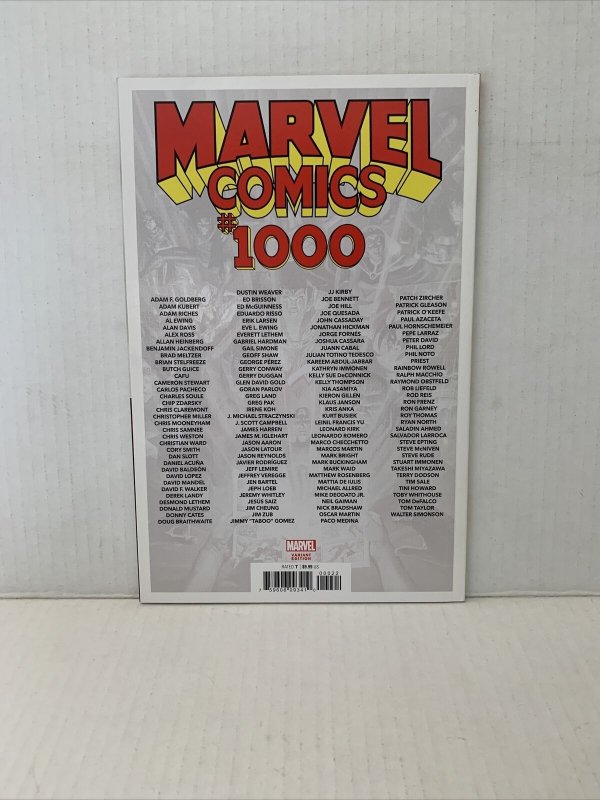 MARVEL
COMICS
#1000
ADAM F. GOLDBERG
ADAM KUBERT
ADAM RICHES
AL EWING
ALAN DAVIS
ALEX ROSS
ALLAN HEINBERG
BENJAMIN JACKENDOFF
BRAD MELTZER
BRIAN STELFREEZE
BUTCH GUICE
CAFU
CAMERON STEWART
CARLOS PACHECO
CHARLES SOULE
CHIP ZDARSKY
CHRIS CLAREMONT
CHRISTOPHER MILLER
CHRIS MOONEYHAM
CHRIS SAMNEE
CHRIS WESTON
CHRISTIAN WARD
CORY SMITH
DAN SLOTT
DANIEL ACUÑA
DAVID BALDEÓN
DAVID LOPEZ
DAVID MANDEL
DAVID F. WALKER
DEREK LANDY
DESMOND LETHEM
DONALD MUSTARD
DONNY CATES
DOUG BRAITHWAITE
DUSTIN WEAVER
ED BRISSON
ED McGUINNESS
EDUARDO RISSO
ERIK LARSEN
EVE L. EWING
EVERETT LETHEM
GABRIEL HARDMAN
GAIL SIMONE
GEOFF SHAW
GEORGE PÉREZ
GERRY CONWAY
GERRY DUGGAN
GLEN DAVID GOLD
GORAN PARLOV
GREG LAND
GREG PAK
IRENE KOH
J. MICHAEL STRACZYNSKI
J. SCOTT CAMPBELL
JAMES HARREN
JAMES M. IGLEHART
JASON AARON
JASON LATOUR
JASON REYNOLDS
JAVIER RODRÍGUEZ
JEFF LEMIRE
JEFFREY VEREGGE
JEN BARTEL
JEPH LOEB
JEREMY WHITLEY
JESÚS SAIZ
JIM CHEUNG
JIM ZUB
JIMMY "TABOO" GOMEZ
JJ KIRBY
JOE BENNETT
JOE HILL
JOE QUESADA
JOHN CASSADAY
JONATHAN HICKMAN
JORGE FORNÉS
JOSHUA CASSARA
JUANN CABAL
JULIAN TOTINO TEDESCO
KAREEM ABDUL-JABBAR
KATHRYN IMMONEN
KELLY SUE DeCONNICK
KELLY THOMPSON
KIA ASAMIYA
KIERON GILLEN
KLAUS JANSON
KRIS ANKA
KURT BUSIEK
LEINIL FRANCIS YU
LEONARD KIRK
LEONARDO ROMERO
MARCO CHECCHETTO
MARCOS MARTIN
MARK BRIGHT
MARK BUCKINGHAM
MARK WAID
MATTHEW ROSENBERG
MATTIA DE IULIS
MICHAEL ALLRED
MIKE DEODATO JR.
NEIL GAIMAN
NICK BRADSHAW
OSCAR MARTIN
PACO MEDINA
PATCH ZIRCHER
PATRICK GLEASON
PATRICK O'KEEFE
PAUL AZACETA
PAUL HORNSCHEMEIER
PEPE LARRAZ
PETER DAVID
PHIL LORD
PHIL NOTO
PRIEST
RAINBOW ROWELL
RALPH MACCHIO
RAYMOND OBSTFELD
ROB LIEFELD
ROD REIS
RON FRENZ
RON GARNEY
ROY THOMAS
RYAN NORTH
SALADIN AHMED
SALVADOR LARROCA
STEVE EPTING
STEVE McNIVEN
STEVE RUDE
STUART IMMONEN
TAKESHI MIYAZAWA
TERRY DODSON
TIM SALE
TINI HOWARD
TOBY WHITHOUSE
TOM DeFALCO
TOM TAYLOR
WALTER SIMONSON
MARVEL
VARIANT
EDITION
RATED T $9.99 US
00022